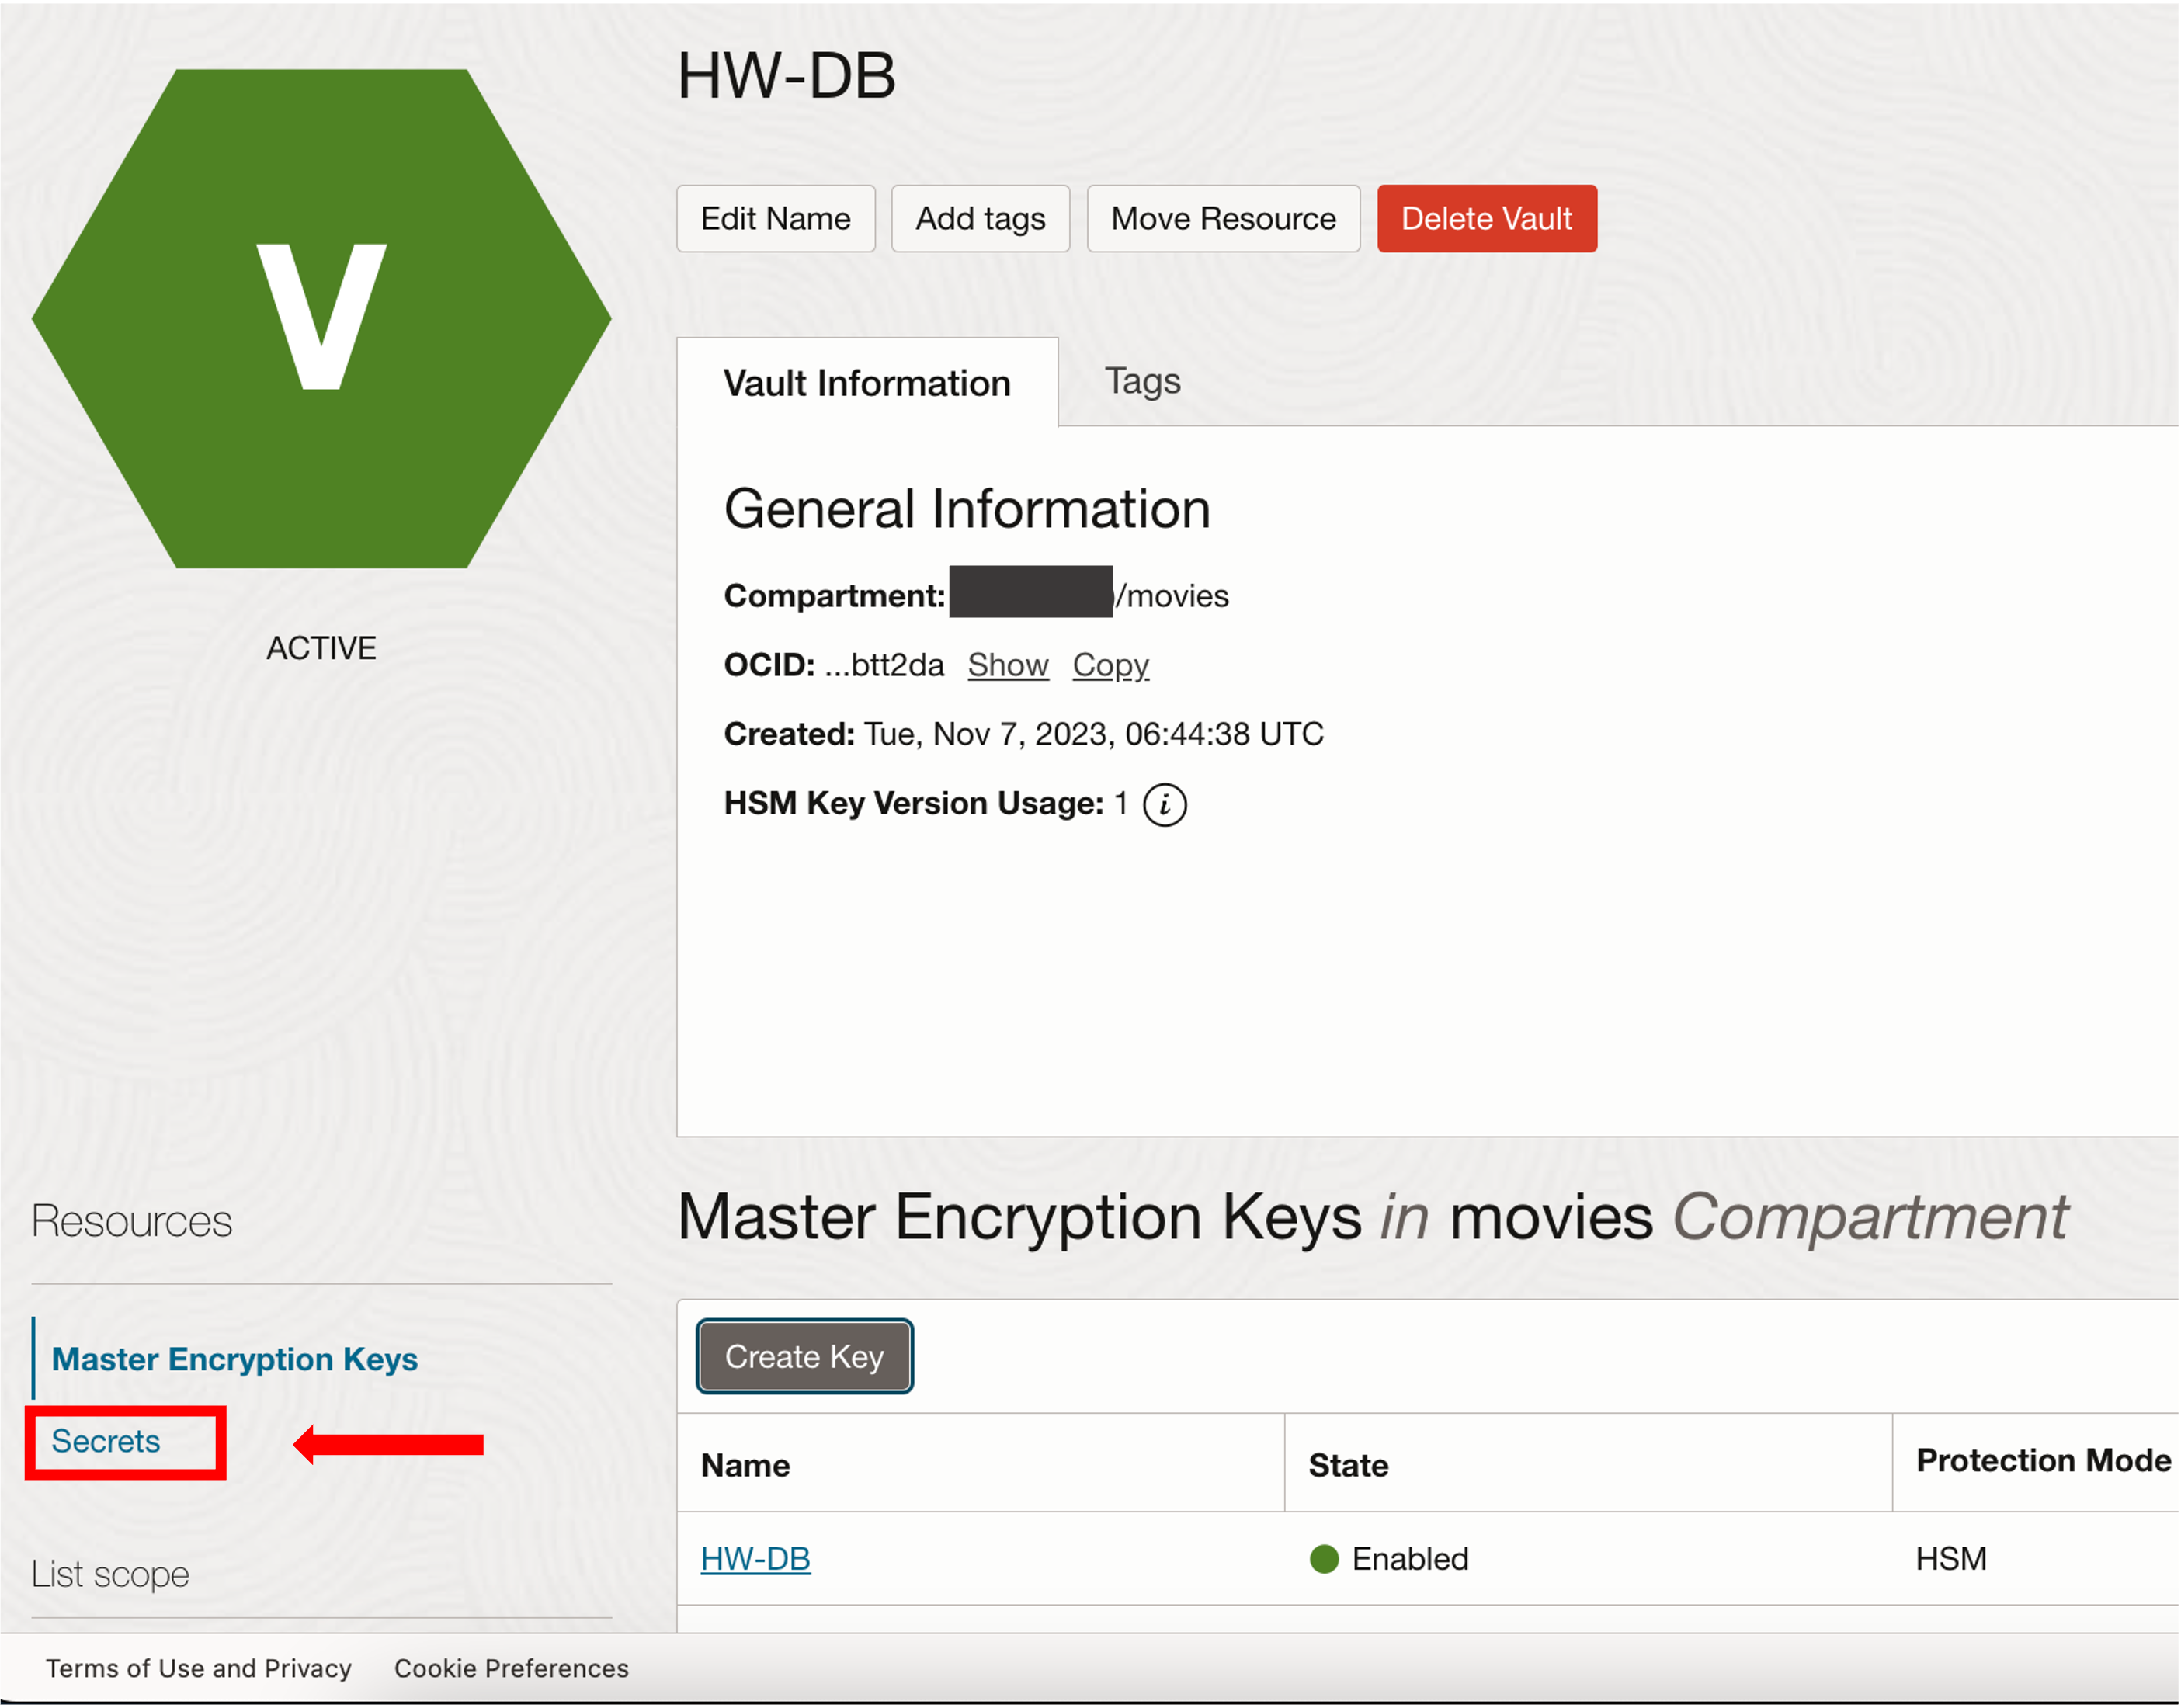 HW-DB
V
ACTIVE
Edit Name Add tags Move Resource Delete Vault
Vault Information Tags
General Information
Compartment: /movies
OCID: ...btt2da Show Copy
Created: Tue, Nov 7, 2023, 06:44:38 UTC
HSM Key Version Usage: 1 i
Resources
Master Encryption Keys
Secrets
List scope
Master Encryption Keys in movies Compartment
Create Key
Name State Protection Mode
HW-DB Enabled HSM
Terms of Use and Privacy Cookie Preferences